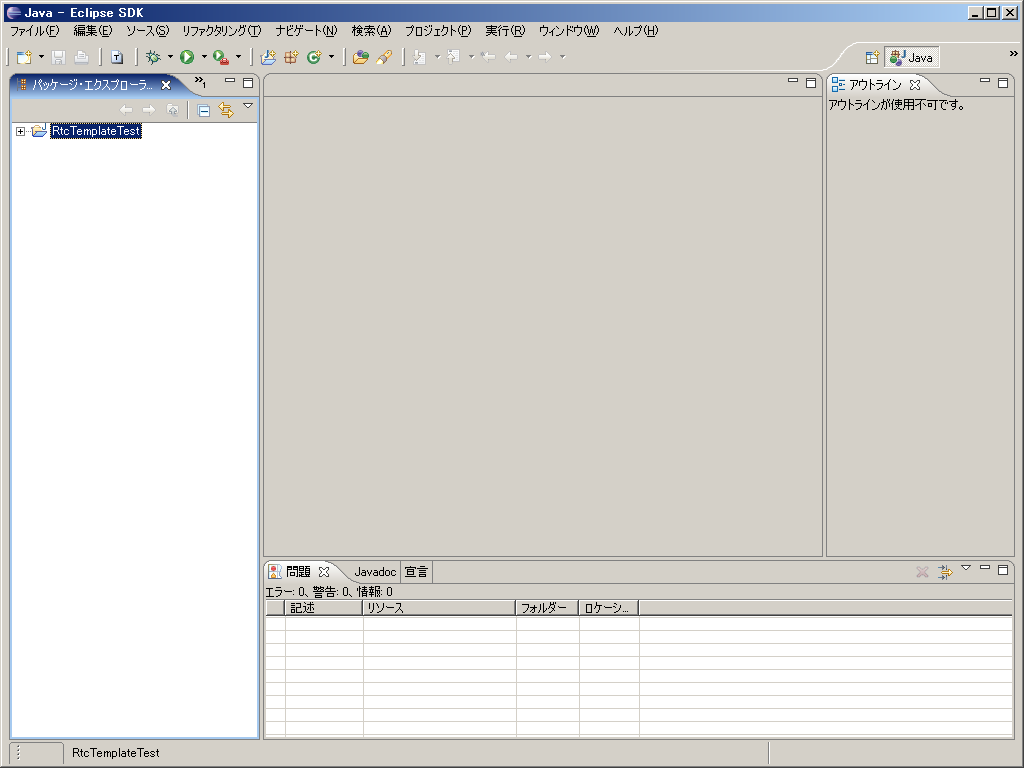 Java - Eclipse SDK
ファイル(F) 編集(E) ソース(S) リファクタリング(T) ナビゲート(N) 検索(A) プロジェクト(P) 実行(R) ウィンドウ(W) ヘルプ(H)
Java
パッケージ・エクスプローラ... 1
アウトライン
アウトラインが使用不可です。
RtcTemplateTest
問題 Javadoc 宣言
エラー: 0、警告: 0、情報: 0
記述 リソース フォルダー ロケーシ...
RtcTemplateTest